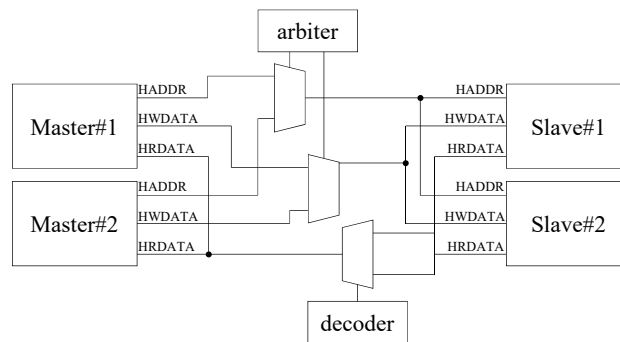 arbiter
Master#1
HADDR
HWDATA
HRDATA
Master#2
HADDR
HWDATA
HRDATA
HADDR
HWDATA
HRDATA
Slave#1
HADDR
HWDATA
HRDATA
Slave#2
decoder